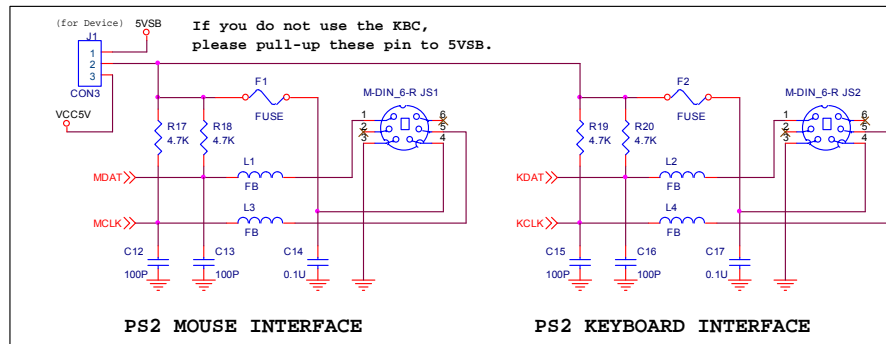 (for Device)
5VSB
J1
1
2
3
CON3
VCC5V
If you do not use the KBC,
please pull-up these pin to 5VSB.
F1
FUSE
M-DIN_6-R JS1
1
2
3
6
5
4
R17
4.7K
R18
4.7K
L1
FB
MDAT
L3
FB
MCLK
C12
100P
C13
100P
C14
0.1U
PS2 MOUSE INTERFACE
F2
FUSE
M-DIN_6-R JS2
1
2
3
6
5
4
R19
4.7K
R20
4.7K
L2
FB
KDAT
L4
FB
KCLK
C15
100P
C16
100P
C17
0.1U
PS2 KEYBOARD INTERFACE